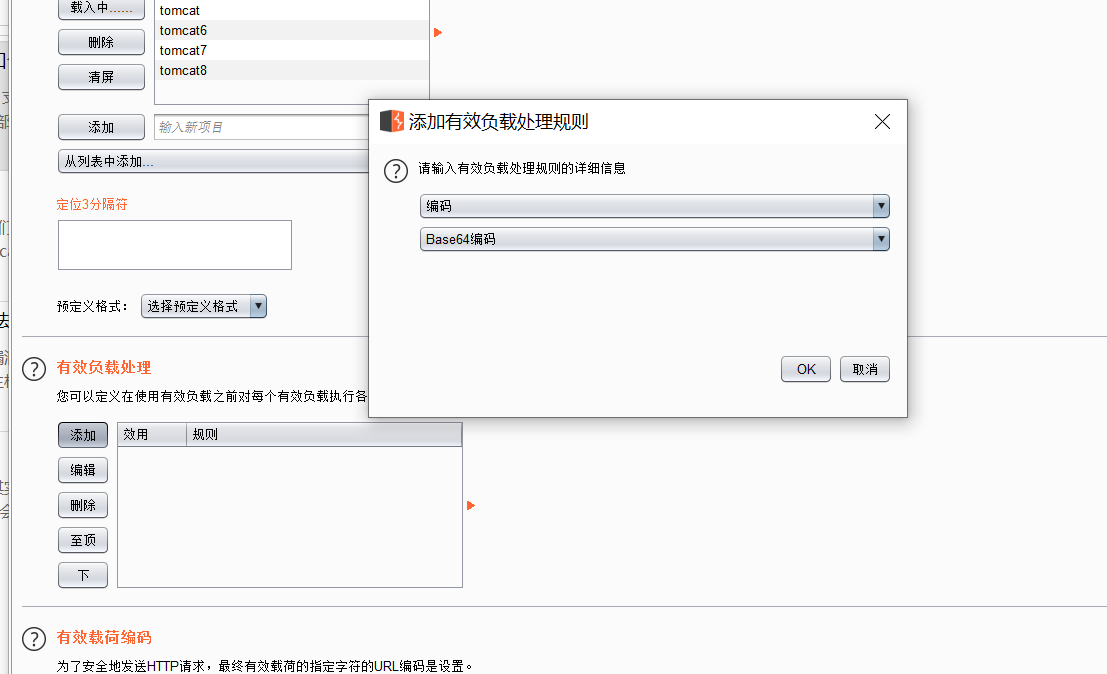 载入中......
tomcat
tomcat6
删除
tomcat7
清屏
tomcat8
添加
输入新项目
从列表中添加...
定位3分隔符
预定义格式：
选择预定义格式
添加有效负载处理规则
请输入有效负载处理规则的详细信息
编码
Base64编码
OK
取消
有效负载处理
您可以定义在使用有效负载之前对每个有效负载执行各
添加
效用
规则
编辑
删除
至顶
下
有效载荷编码
为了安全地发送HTTP请求，最终有效载荷的指定字符的URL编码是设置。